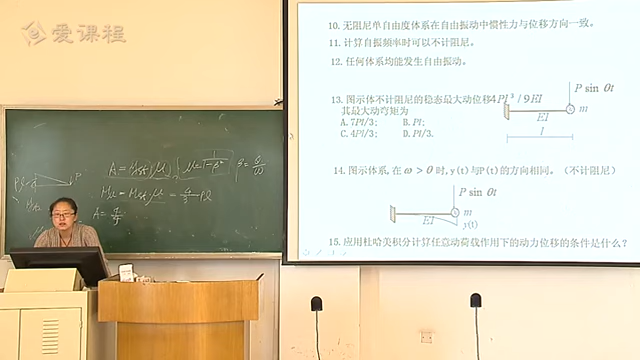 爱课程
10. 无阻尼单自由度体系在自由振动中惯性力与位移方向一致。
11. 计算自振频率时可以不计阻尼。
12. 任何体系均能发生自由振动。
13. 图示体不计阻尼的稳态最大动位移4Pl³/9EI
其最大动弯矩为
A. 7Pl/3; B. Pl;
C. 4Pl/3; D. Pl/3.
P sin θt
m
EI
l
14. 图示体系，在 ω > 0 时, y(t)与P(t)的方向相同。（不计阻尼）
P sin θt
m
EI
y(t)
15. 应用杜哈美积分计算任意动荷载作用下的动力位移的条件是什么？